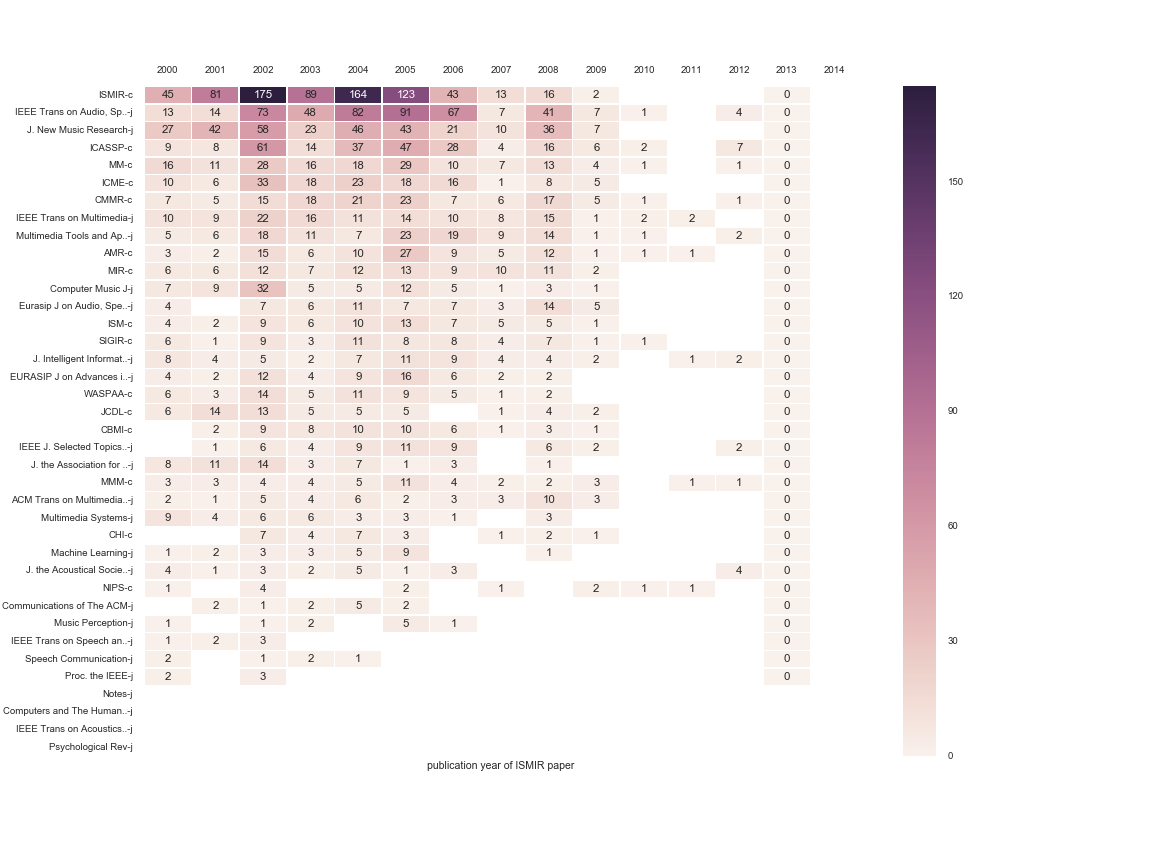 2000 2001 2002 2003 2004 2005 2006 2007 2008 2009 2010 2011 2012 2013 2014
ISMIR-c 45 81 175 89 164 123 43 13 16 2 0
IEEE Trans on Audio, Sp..-j 13 14 73 48 82 91 67 7 41 7 1 4 0
J. New Music Research-j 27 42 58 23 46 43 21 10 36 7 0
ICASSP-c 9 8 61 14 37 47 28 4 16 6 2 7 0
MM-c 16 11 28 16 18 29 10 7 13 4 1 1 0
ICME-c 10 6 33 18 23 18 16 1 8 5 0
CMMR-c 7 5 15 18 21 23 7 6 17 5 1 1 0
IEEE Trans on Multimedia-j 10 9 22 16 11 14 10 8 15 1 2 2 0
Multimedia Tools and Ap..-j 5 6 18 11 7 23 19 9 14 1 1 2 0
AMR-c 3 2 15 6 10 27 9 5 12 1 1 1 0
MIR-c 6 6 12 7 12 13 9 10 11 2 0
Computer Music J-j 7 9 32 5 5 12 5 1 3 1 0
Eurasip J on Audio, Spe..-j 4 7 6 11 7 7 3 14 5 0
ISM-c 4 2 9 6 10 13 7 5 5 1 0
SIGIR-c 6 1 9 3 11 8 8 4 7 1 1 0
J. Intelligent Informat..-j 8 4 5 2 7 11 9 4 4 2 1 2 0
EURASIP J on Advances i..-j 4 2 12 4 9 16 6 2 2 0
WASPAA-c 6 3 14 5 11 9 5 1 2 0
JCDL-c 6 14 13 5 5 5 1 4 2 0
CBMI-c 2 9 8 10 10 6 1 3 1 0
IEEE J. Selected Topics..-j 1 6 4 9 11 9 6 2 2 0
J. the Association for ..-j 8 11 14 3 7 1 3 1 0
MMM-c 3 3 4 4 5 11 4 2 2 3 1 1 0
ACM Trans on Multimedia..-j 2 1 5 4 6 2 3 3 10 3 0
Multimedia Systems-j 9 4 6 6 3 3 1 3 0
CHI-c 7 4 7 3 1 2 1 0
Machine Learning-j 1 2 3 3 5 9 1 0
J. the Acoustical Socie..-j 4 1 3 2 5 1 3 4 0
NIPS-c 1 4 2 1 2 1 1 0
Communications of The ACM-j 2 1 2 5 2 0
Music Perception-j 1 1 2 5 1 0
IEEE Trans on Speech an..-j 1 2 3 0
Speech Communication-j 2 1 2 1 0
Proc. the IEEE-j 2 3 0
Notes-j
Computers and The Human..-j
IEEE Trans on Acoustics..-j
Psychological Rev-j
publication year of ISMIR paper
150
120
90
60
30
0